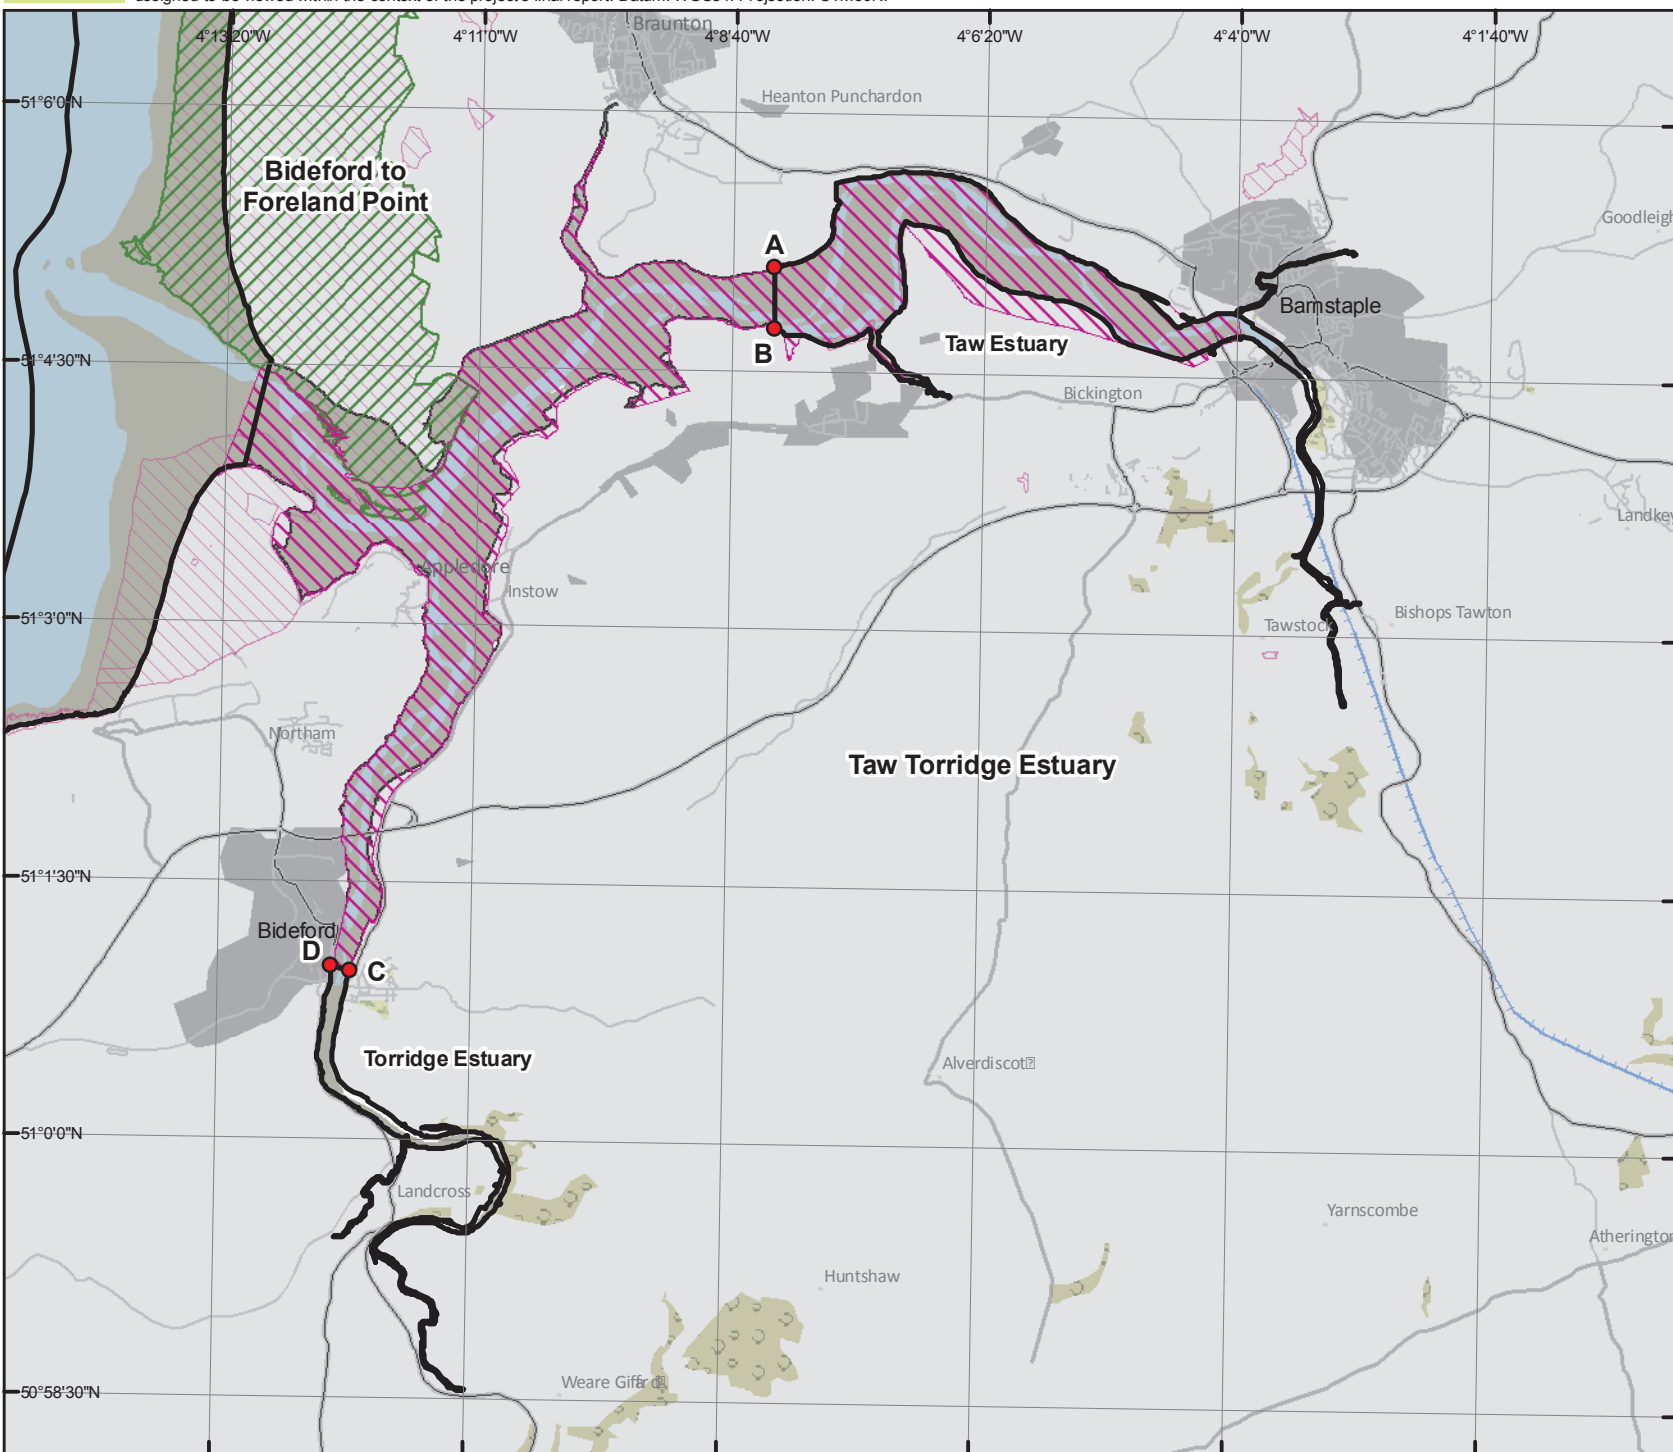 4°13'20"W
4°11'0"W
4°8'40"W
4°6'20"W
4°4'0"W
4°1'40"W
Braunton
Heanton Punchardon
51°6'0"N
Bideford to
Foreland Point
Goodleigh
A
Barnstaple
B
Taw Estuary
51°4'30"N
Bickington
Landkey
Appledore
Instow
51°3'0"N
Bishops Tawton
Tawstock
Northam
Taw Torridge Estuary
51°1'30"N
Bideford
D
C
Torridge Estuary
Alverdiscot
51°0'0"N
Landcross
Yarnscombe
Atherington
Huntshaw
Weare Giffard
50°58'30"N